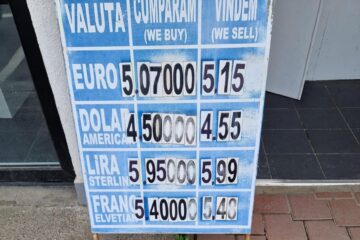 VALUTA CUMPARAM VINDEM
(WE BUY) (WE SELL)
EURO 5.07000 5.15
DOLAR 4.50000 4.55
AMERICAN
LIRA 5.95000 5.99
STERLINA
FRANC 5.40000 5.48
ELVETIAN